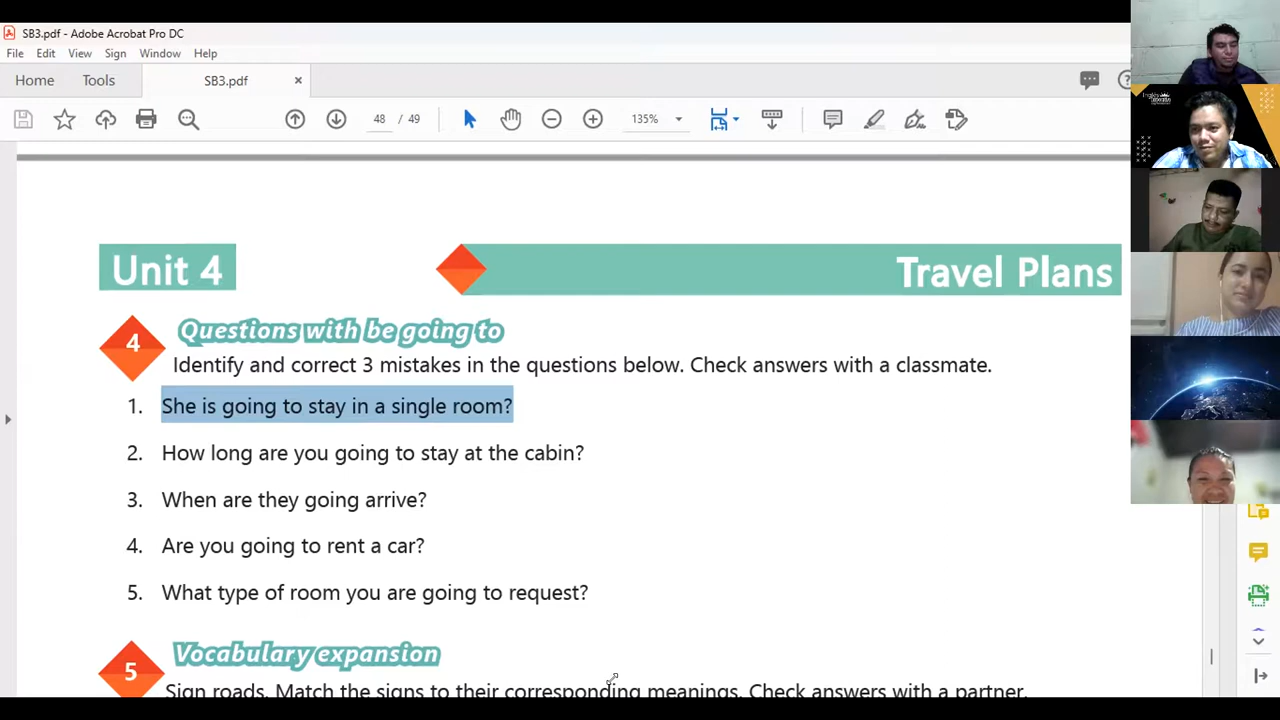 SB3.pdf - Adobe Acrobat Pro DC
File Edit View Sign Window Help
Home Tools SB3.pdf ×
48 / 49 135%
Unit 4 Travel Plans
4 Questions with be going to
Identify and correct 3 mistakes in the questions below. Check answers with a classmate.
1. She is going to stay in a single room?
2. How long are you going to stay at the cabin?
3. When are they going arrive?
4. Are you going to rent a car?
5. What type of room you are going to request?
5 Vocabulary expansion
Sign roads. Match the signs to their corresponding meanings. Check answers with a partner.